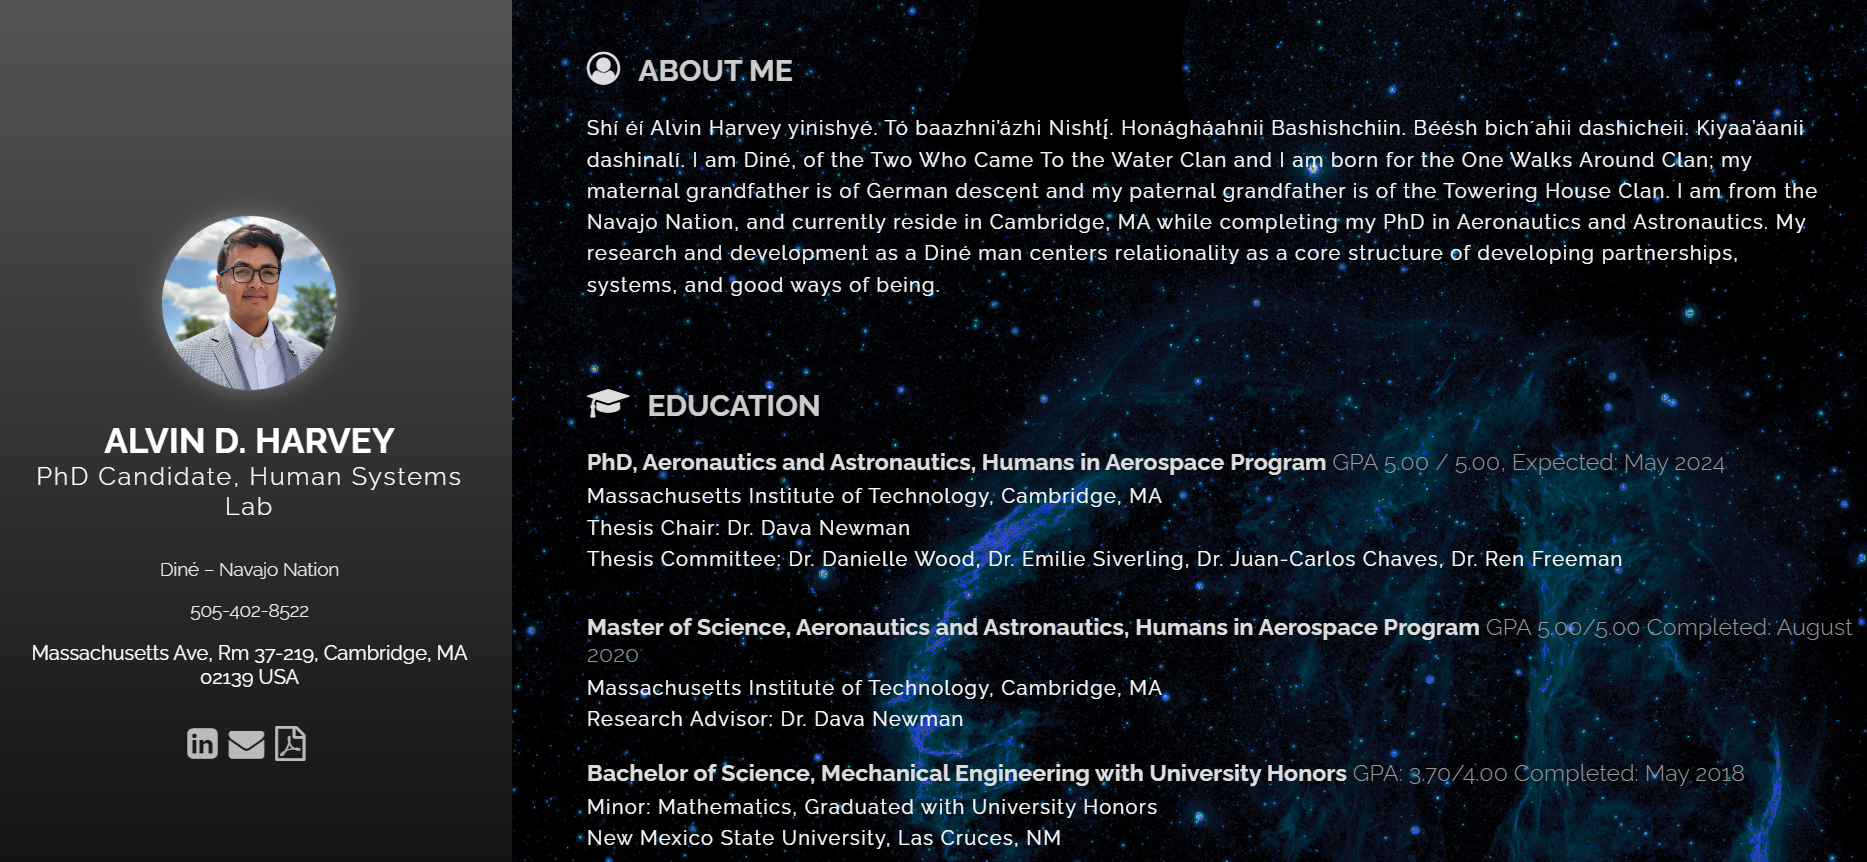 ALVIN D. HARVEY
PhD Candidate, Human Systems
Lab
Diné – Navajo Nation
505-402-8522
Massachusetts Ave, Rm 37-219, Cambridge, MA
02139 USA
in
ABOUT ME
Shí éí Alvin Harvey yinishyé. Tó baazhni’ázhi Nishłį́. Honágháahnii Bashishchiin. Béésh bich´ahii dashicheii. Kiyaa’áanii
dashinalí. I am Diné, of the Two Who Came To the Water Clan and I am born for the One Walks Around Clan; my
maternal grandfather is of German descent and my paternal grandfather is of the Towering House Clan. I am from the
Navajo Nation, and currently reside in Cambridge, MA while completing my PhD in Aeronautics and Astronautics. My
research and development as a Diné man centers relationality as a core structure of developing partnerships,
systems, and good ways of being.
EDUCATION
PhD, Aeronautics and Astronautics, Humans in Aerospace Program GPA 5.00 / 5.00, Expected: May 2024
Massachusetts Institute of Technology, Cambridge, MA
Thesis Chair: Dr. Dava Newman
Thesis Committee: Dr. Danielle Wood, Dr. Emilie Siverling, Dr. Juan-Carlos Chaves, Dr. Ren Freeman
Master of Science, Aeronautics and Astronautics, Humans in Aerospace Program GPA 5.00/5.00 Completed: August
2020
Massachusetts Institute of Technology, Cambridge, MA
Research Advisor: Dr. Dava Newman
Bachelor of Science, Mechanical Engineering with University Honors GPA: 3.70/4.00 Completed: May 2018
Minor: Mathematics, Graduated with University Honors
New Mexico State University, Las Cruces, NM